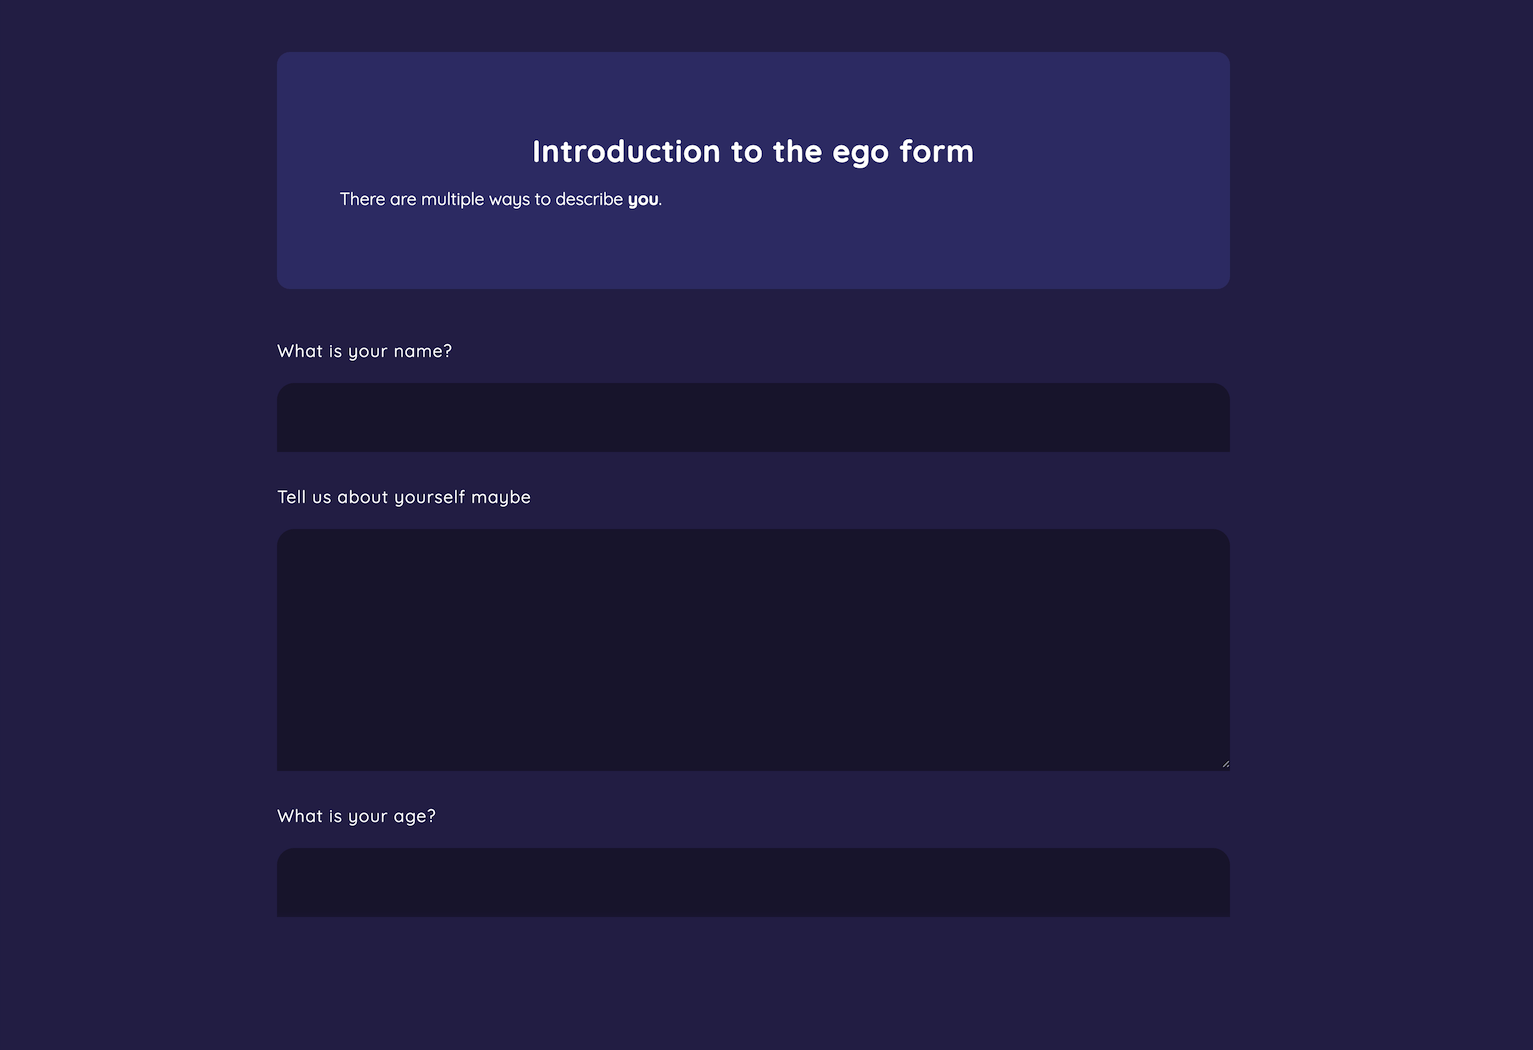 Introduction to the ego form
There are multiple ways to describe you.
What is your name?
Tell us about yourself maybe
What is your age?